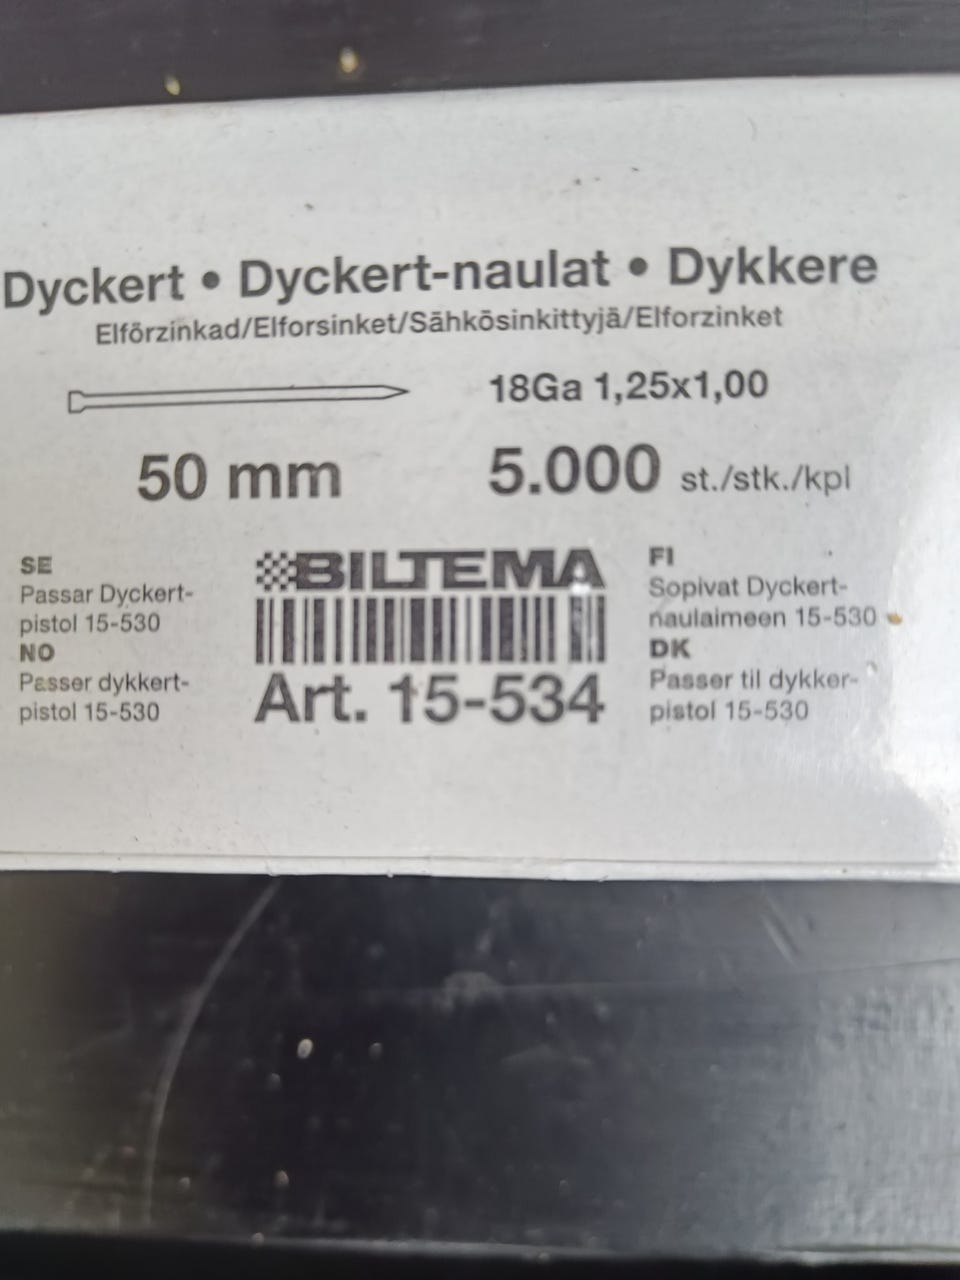 Dyckert • Dyckert-naulat • Dykkere
Elförzinkad/Elforsinket/Sähkösinkittyjä/Elforzinket
18Ga 1,25x1,00
50 mm
5.000 st./stk./kpl
SE
Passar Dyckert-
pistol 15-530
NO
Passer dykkert-
pistol 15-530
BILTEMA
Art. 15-534
FI
Sopivat Dyckert-
naulaimeen 15-530
DK
Passer til dykker-
pistol 15-530